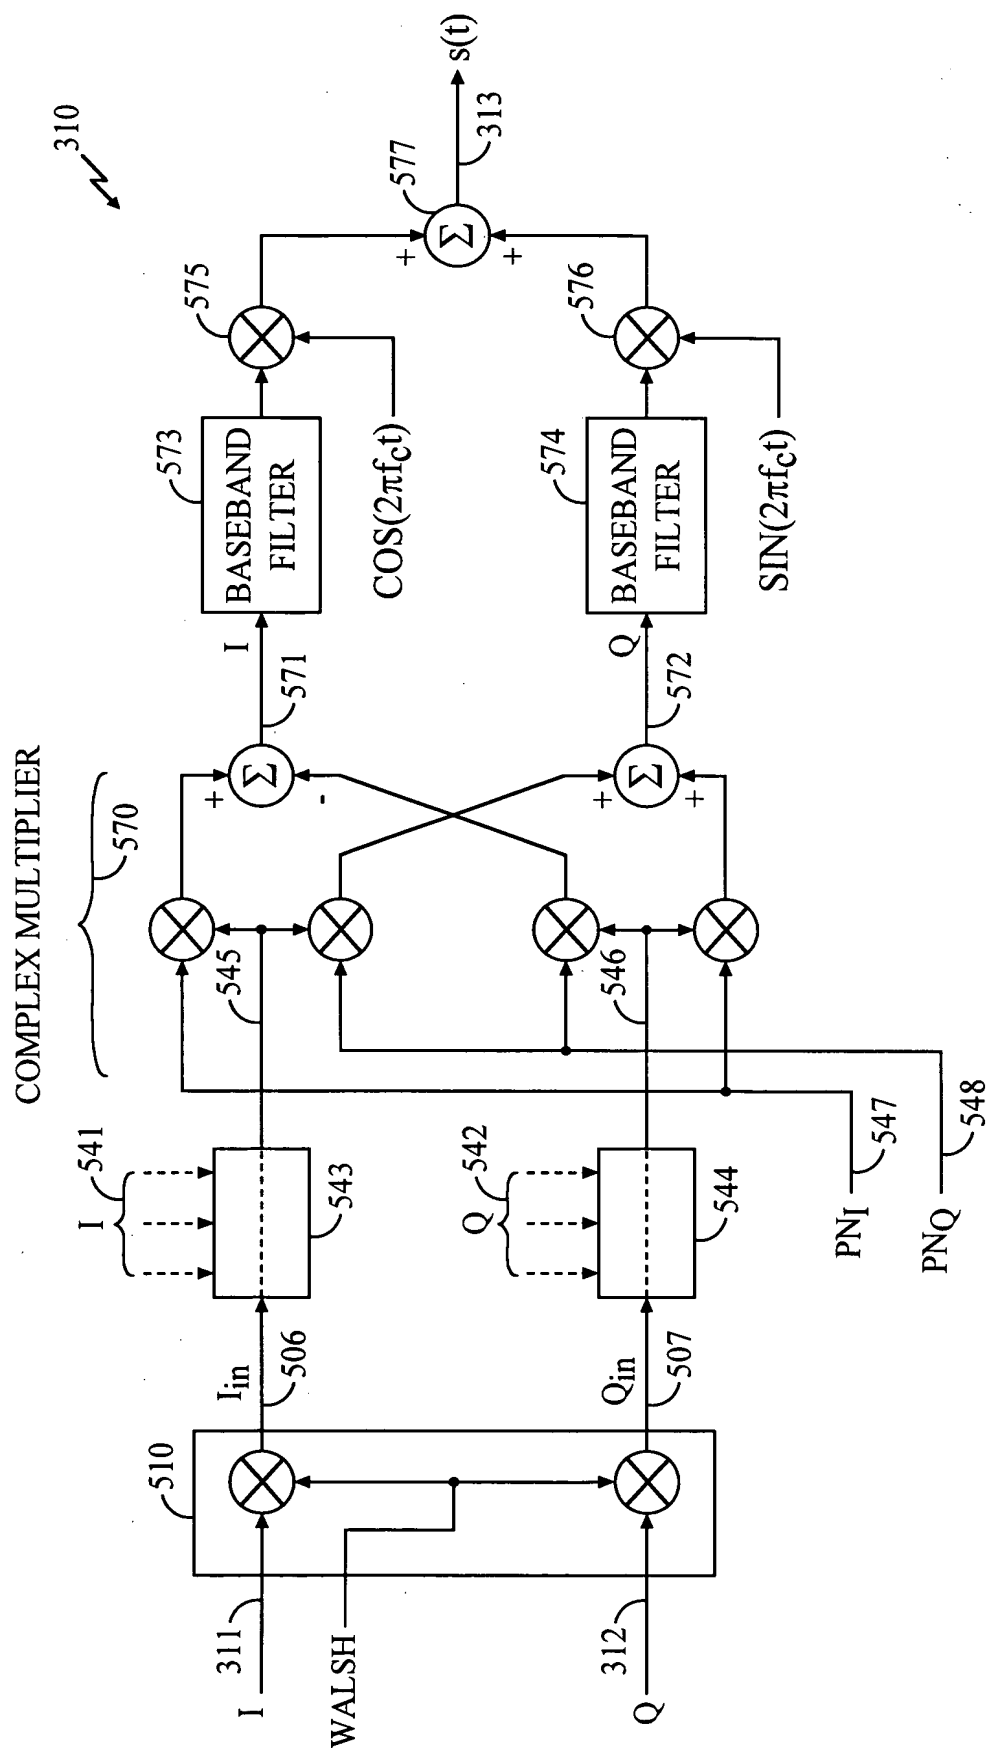 310
COMPLEX MULTIPLIER
570
I
541
543
545
I
571
573
BASEBAND
FILTER
575
COS(2πfct)
577
+
+
s(t)
313
510
311
I
Iin
506
WALSH
312
Q
Qin
507
Q
542
544
546
+
-
Σ
+
+
Σ
Σ
Q
572
574
BASEBAND
FILTER
576
SIN(2πfct)
PNI
547
PNQ
548